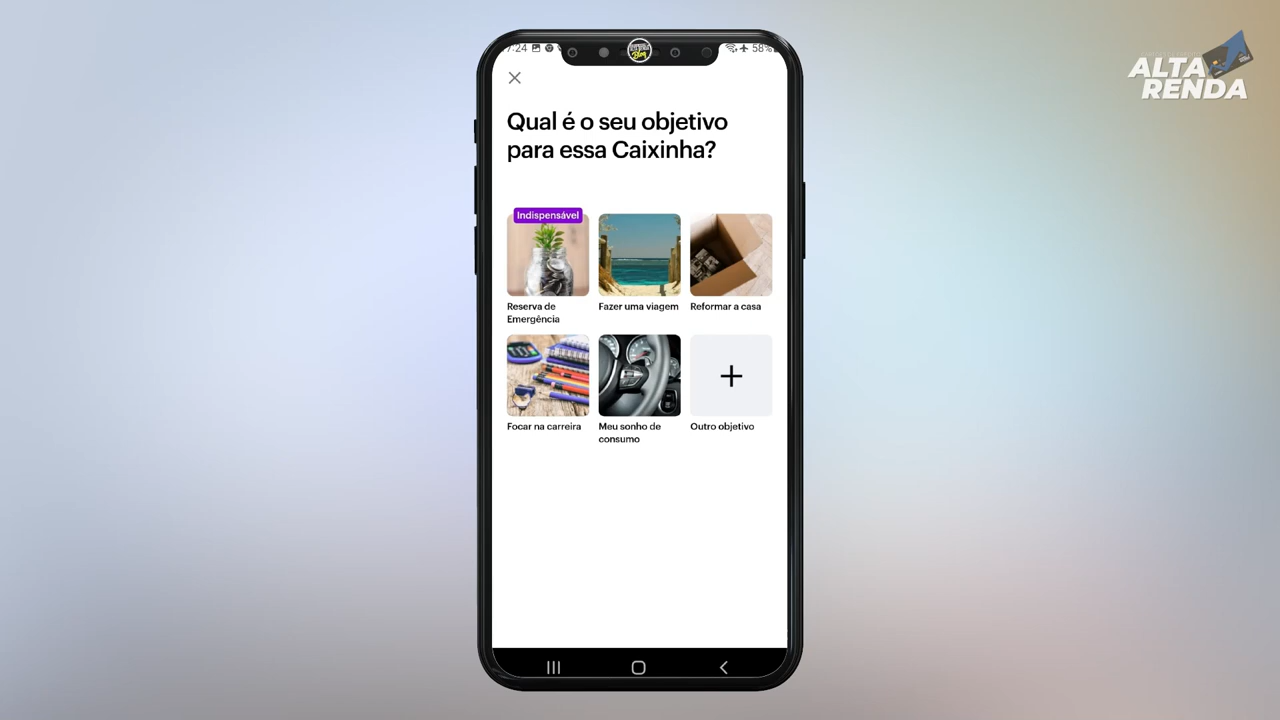 7:24
58%
ALTA
RENDA
Blog
Qual é o seu objetivo
para essa Caixinha?
Indispensável
Reserva de
Emergência
Fazer uma viagem
Reformar a casa
Focar na carreira
Meu sonho de
consumo
Outro objetivo